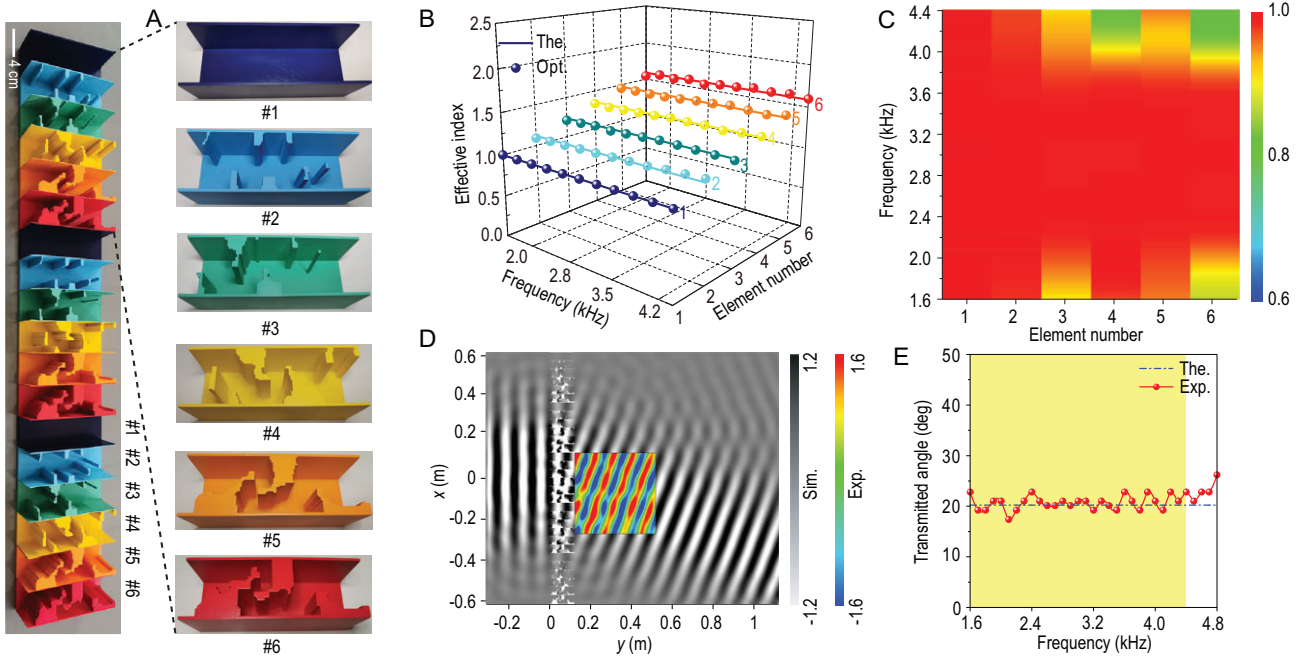 A
4 cm
#1
#2
#3
#4
#5
#6
#1
#2
#3
#4
#5
#6
B
2.5
2.0
1.5
1.0
0.5
0.0
Effective index
The.
Opt.
1
2
3
4
5
6
2.0
2.8
3.5
4.2
Frequency (kHz)
1
2
3
4
5
6
Element number
C
4.4
4.0
3.6
3.2
2.8
2.4
2.0
1.6
Frequency (kHz)
1 2 3 4 5 6
Element number
1.0
0.8
0.6
D
0.6
0.4
0.2
0
-0.2
-0.4
-0.6
x (m)
-0.2 0 0.2 0.4 0.6 0.8 1
y (m)
1.2
Sim.
-1.2
1.6
Exp.
-1.6
E
50
40
30
20
10
0
Transmitted angle (deg)
The.
Exp.
1.6 2.4 3.2 4.0 4.8
Frequency (kHz)